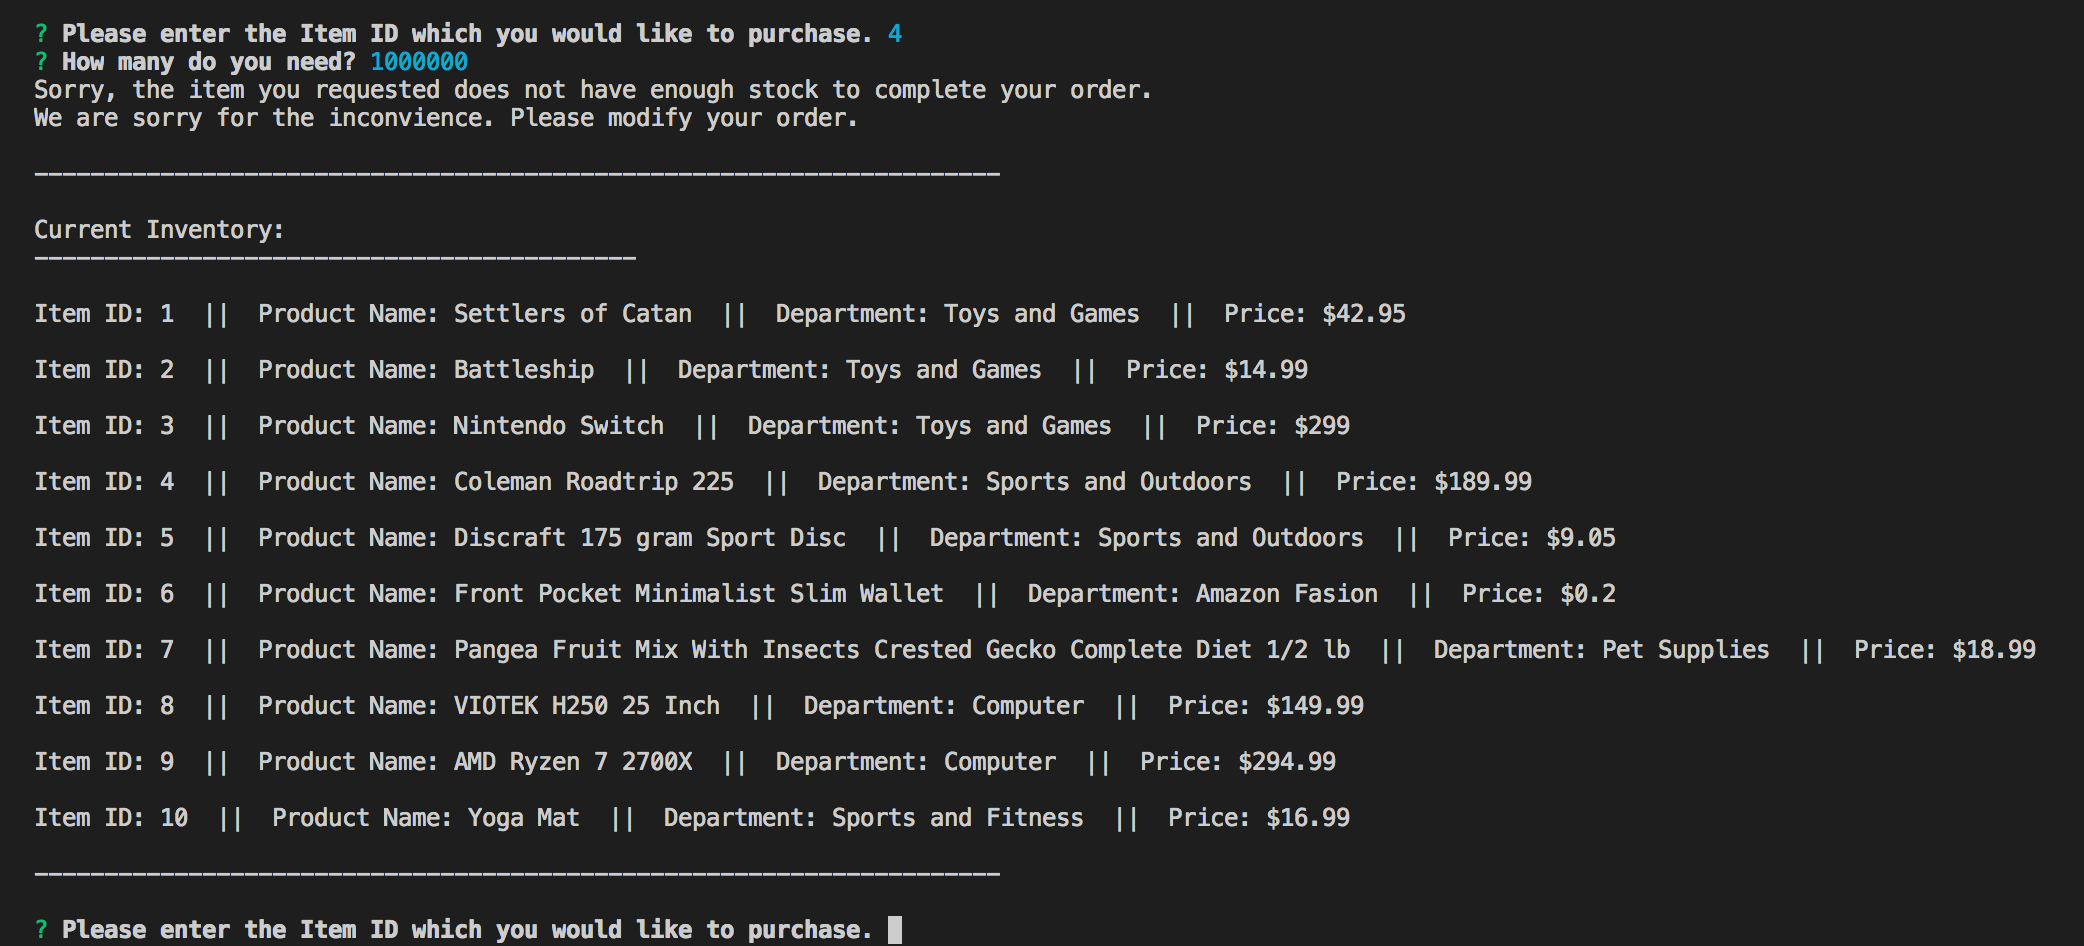 ? Please enter the Item ID which you would like to purchase. 4
? How many do you need? 1000000
Sorry, the item you requested does not have enough stock to complete your order.
We are sorry for the inconvience. Please modify your order.
_____________________________________________________________________
Current Inventory:
___________________________________________
Item ID: 1  ||  Product Name: Settlers of Catan  ||  Department: Toys and Games  ||  Price: $42.95
Item ID: 2  ||  Product Name: Battleship  ||  Department: Toys and Games  ||  Price: $14.99
Item ID: 3  ||  Product Name: Nintendo Switch  ||  Department: Toys and Games  ||  Price: $299
Item ID: 4  ||  Product Name: Coleman Roadtrip 225  ||  Department: Sports and Outdoors  ||  Price: $189.99
Item ID: 5  ||  Product Name: Discraft 175 gram Sport Disc  ||  Department: Sports and Outdoors  ||  Price: $9.05
Item ID: 6  ||  Product Name: Front Pocket Minimalist Slim Wallet  ||  Department: Amazon Fasion  ||  Price: $0.2
Item ID: 7  ||  Product Name: Pangea Fruit Mix With Insects Crested Gecko Complete Diet 1/2 lb  ||  Department: Pet Supplies  ||  Price: $18.99
Item ID: 8  ||  Product Name: VIOTEK H250 25 Inch  ||  Department: Computer  ||  Price: $149.99
Item ID: 9  ||  Product Name: AMD Ryzen 7 2700X  ||  Department: Computer  ||  Price: $294.99
Item ID: 10  ||  Product Name: Yoga Mat  ||  Department: Sports and Fitness  ||  Price: $16.99
_____________________________________________________________________
? Please enter the Item ID which you would like to purchase.